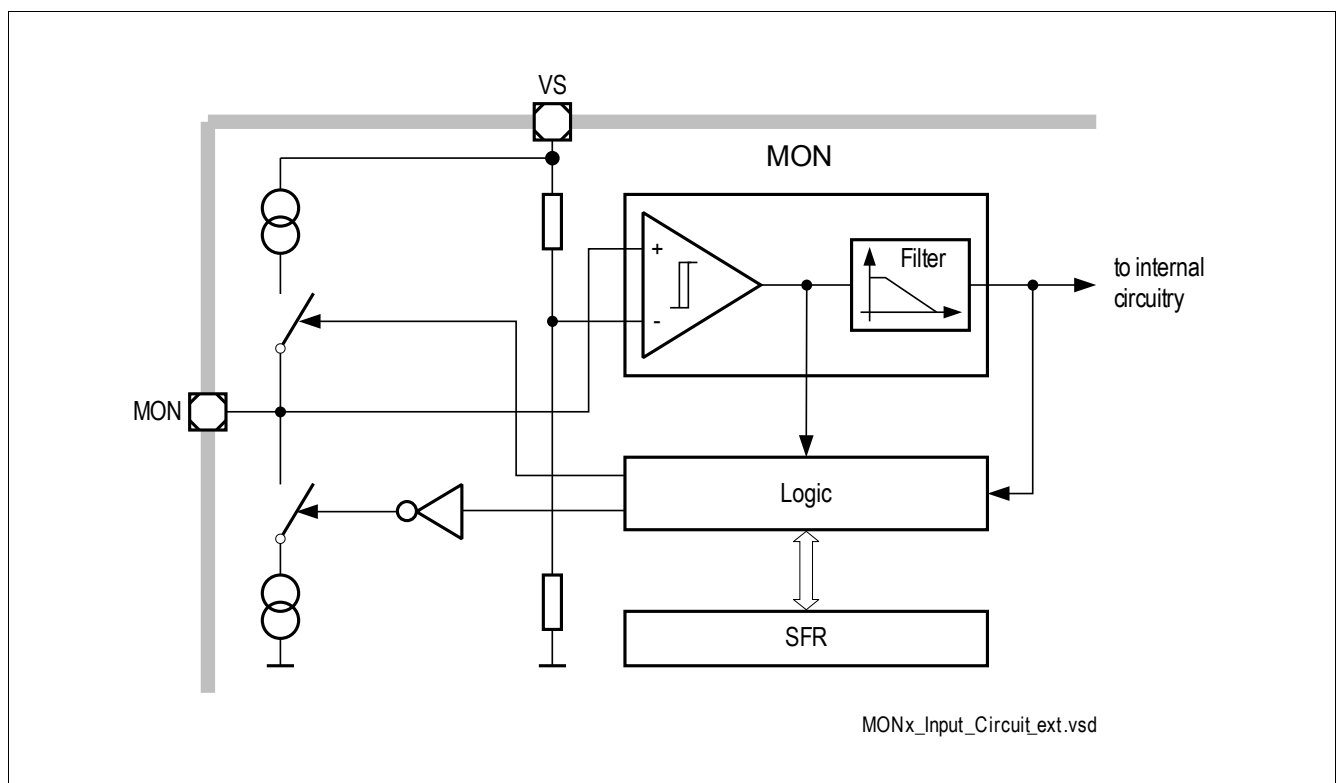 VS
MON
+
-
Filter
to internal
circuitry
MON
Logic
SFR
MONx_Input_Circuit_ext.vsd